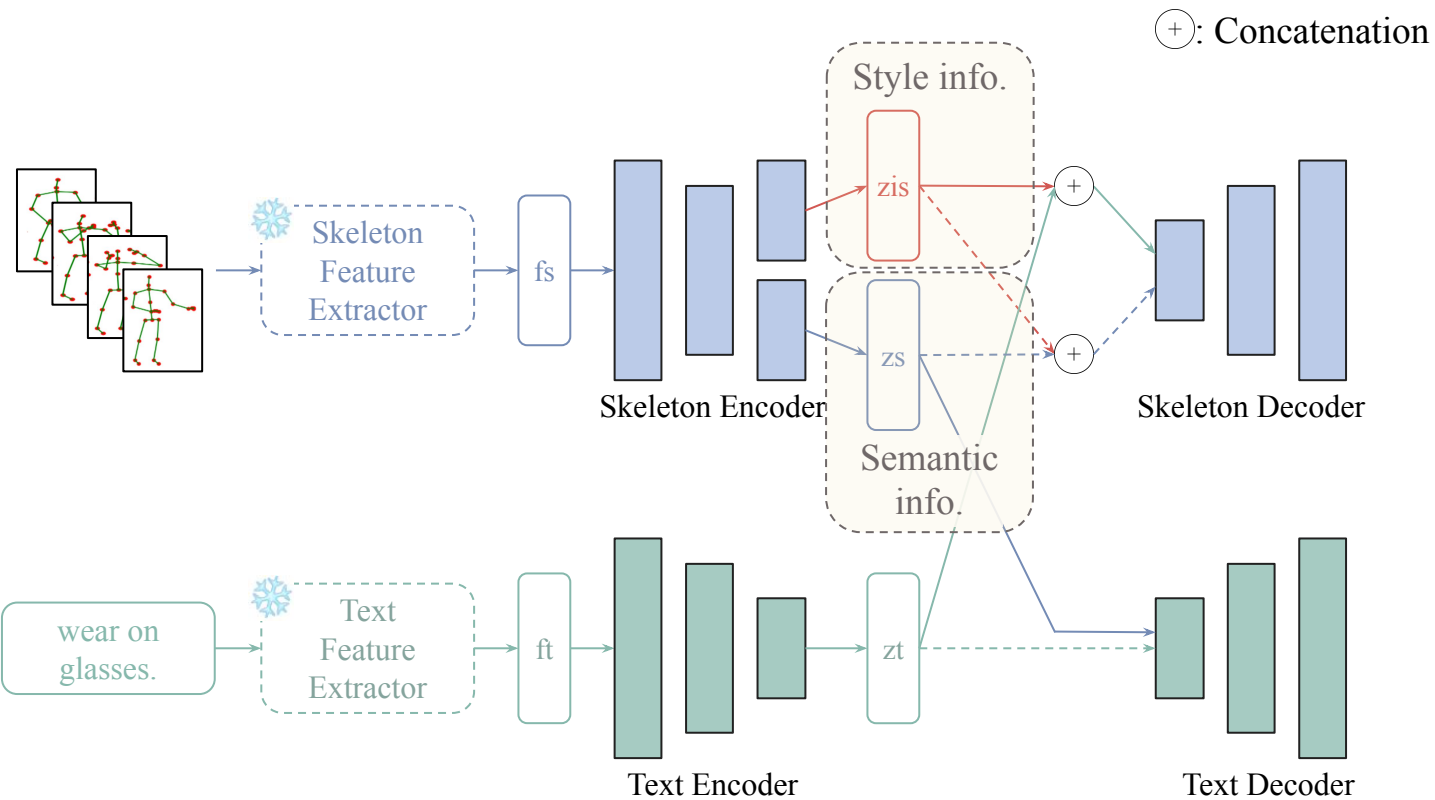 + : Concatenation
Style info.
zis
+
Skeleton
Feature
Extractor
fs
zs
+
Skeleton Encoder
Skeleton Decoder
Semantic
info.
wear on
glasses.
Text
Feature
Extractor
ft
zt
Text Encoder
Text Decoder